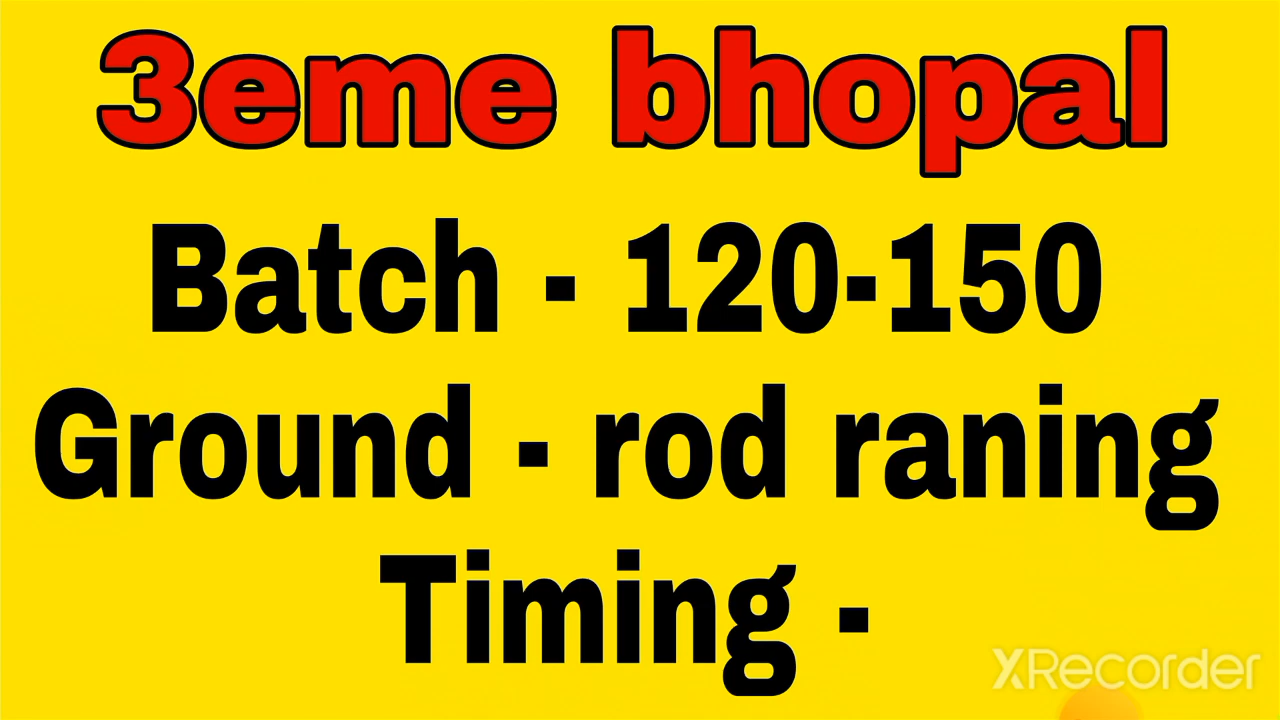 3eme bhopal
Batch - 120-150
Ground - rod raning
Timing -
XRecorder